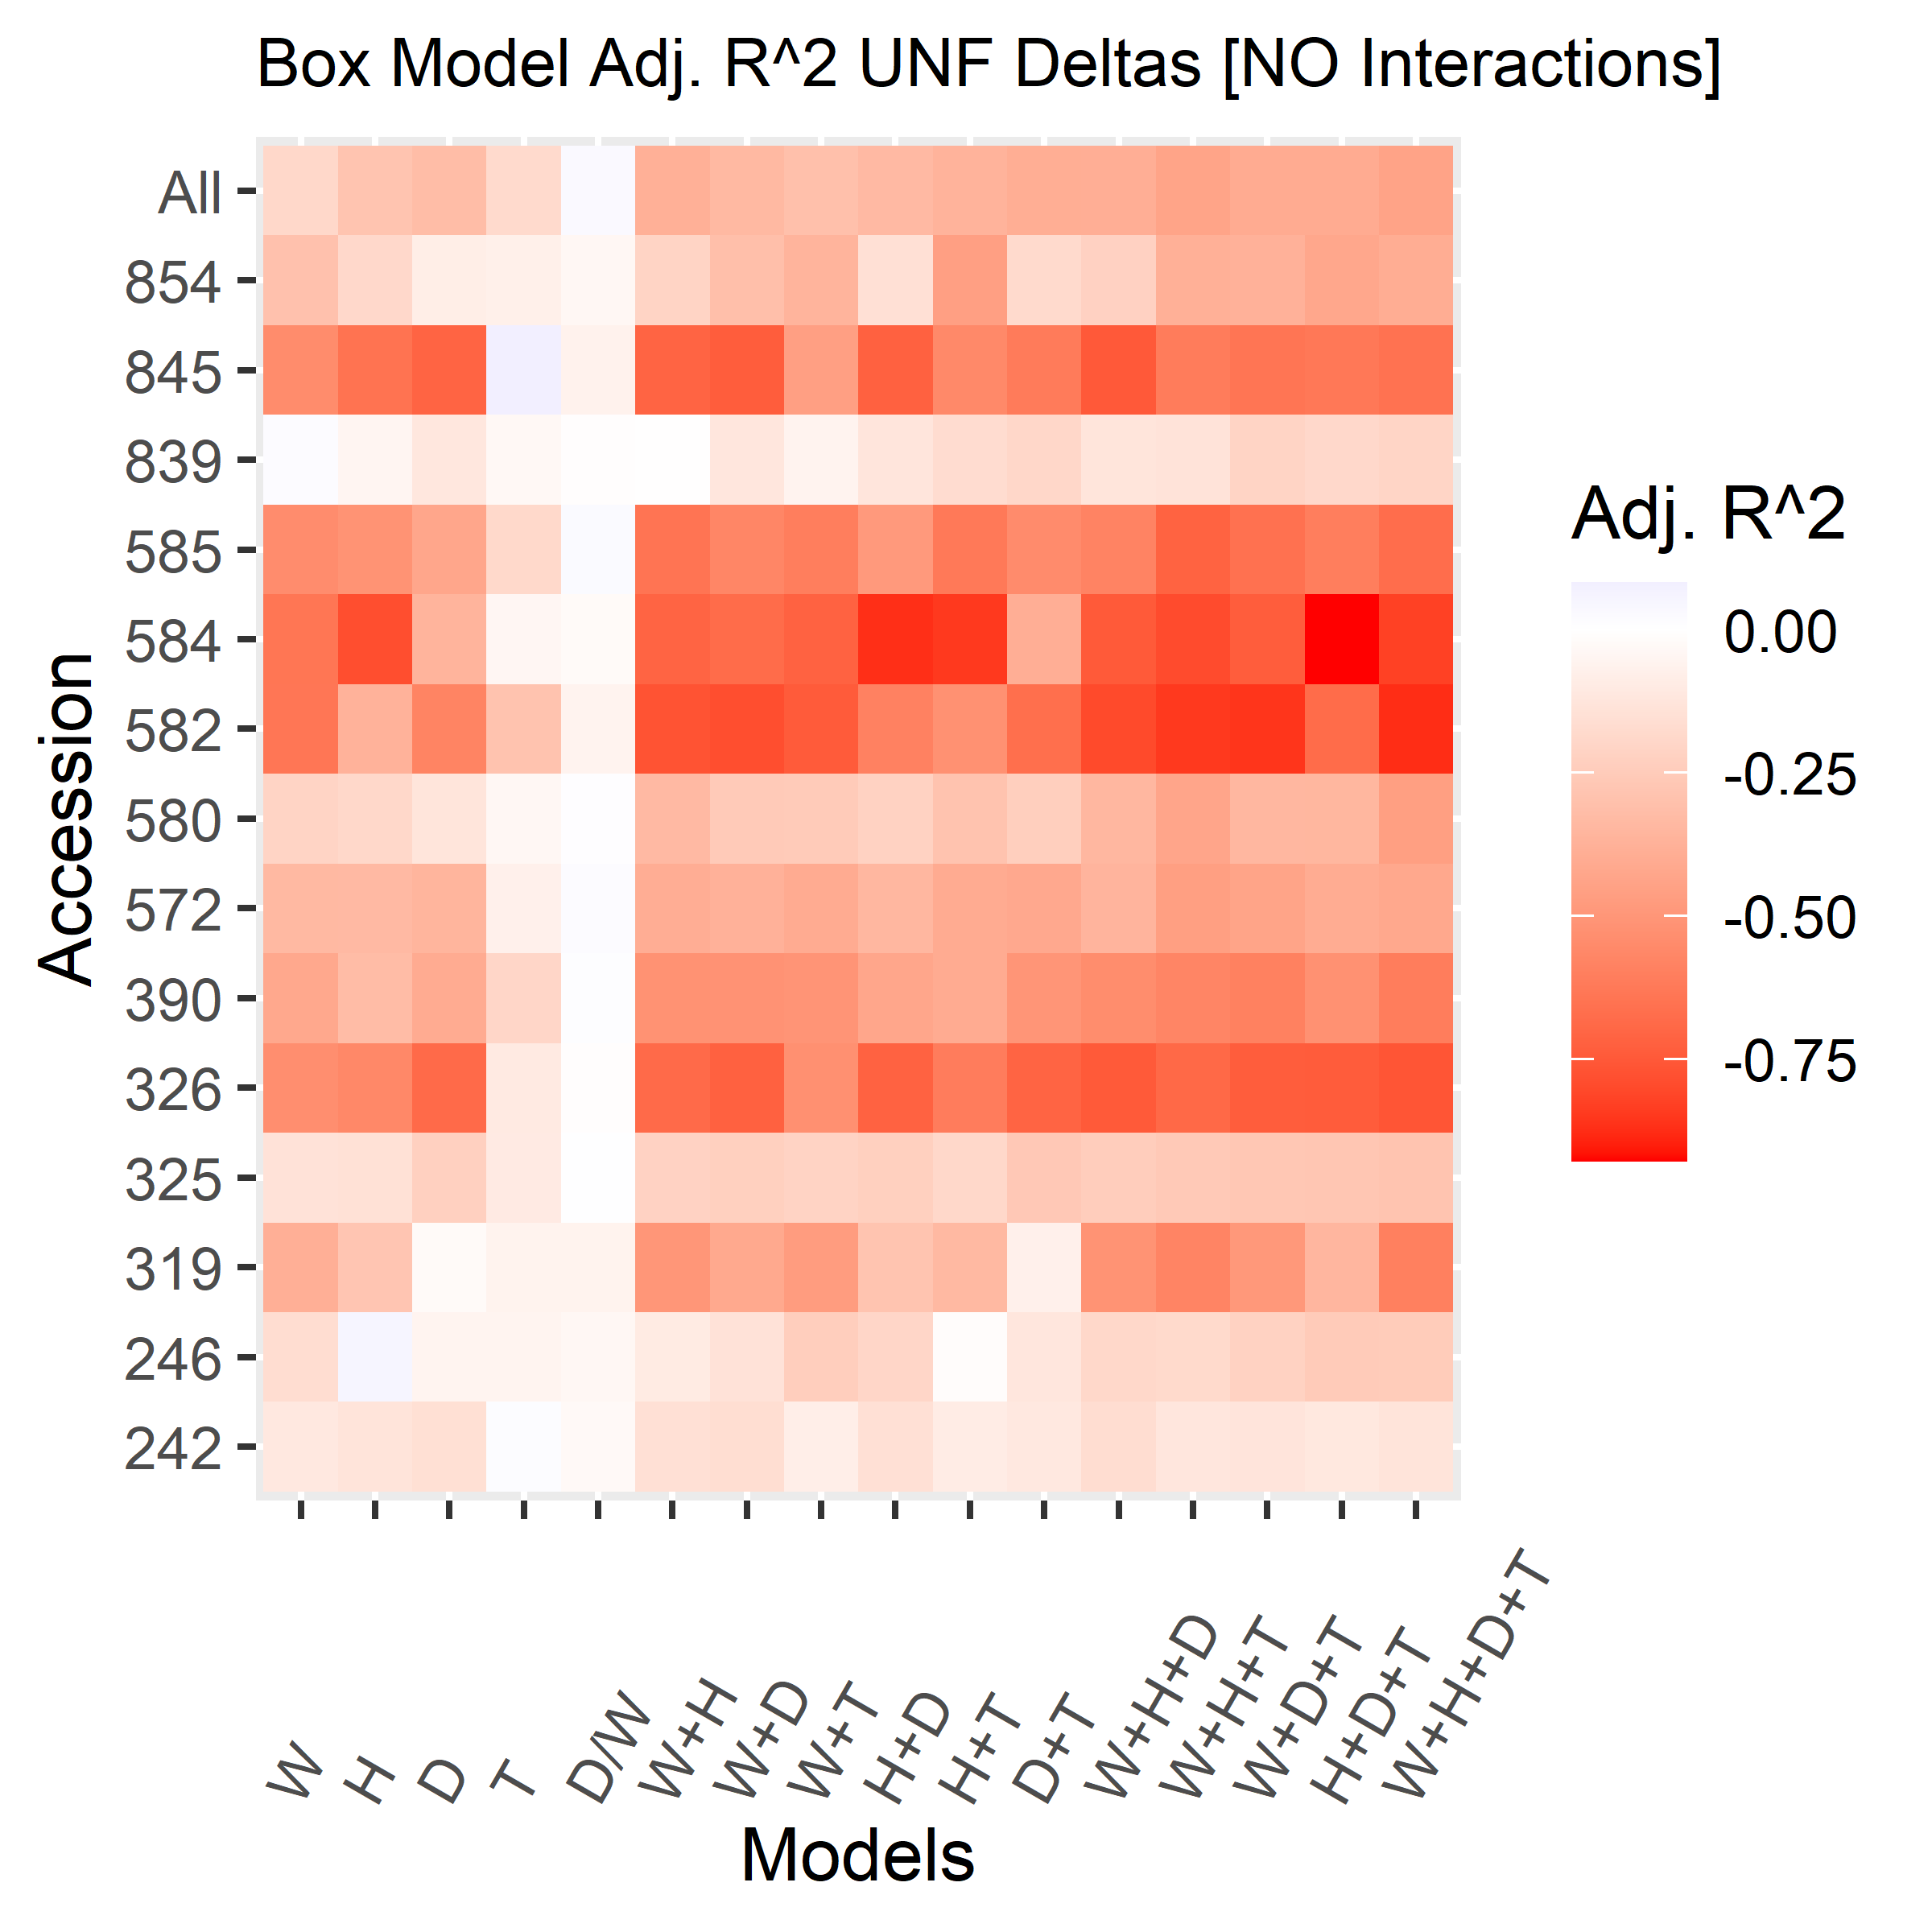 Box Model Adj. R^2 UNF Deltas [NO Interactions]
Accession
All
854
845
839
585
584
582
580
572
390
326
325
319
246
242
W
H
D
T
D/W
W+H
W+D
W+T
H+D
H+T
D+T
W+H+D
W+H+T
W+D+T
H+D+T
W+H+D+T
Models
Adj. R^2
0.00
-0.25
-0.50
-0.75